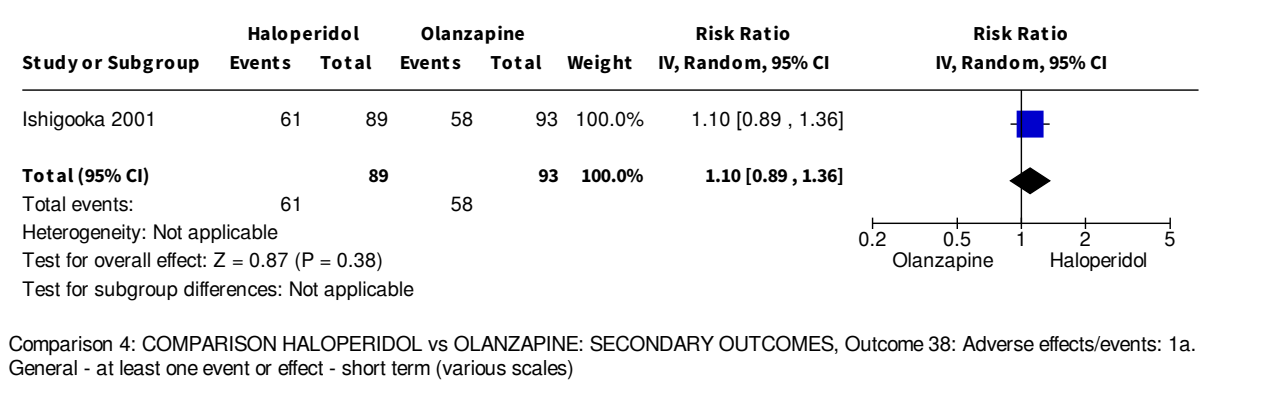 Haloperidol Olanzapine Risk Ratio Risk Ratio
Study or Subgroup Events Total Events Total Weight IV, Random, 95% CI IV, Random, 95% CI
Ishigooka 2001 61 89 58 93 100.0% 1.10 [0.89 , 1.36]
Total (95% CI) 89 93 100.0% 1.10 [0.89 , 1.36]
Total events: 61 58
Heterogeneity: Not applicable
0.2 0.5 1 2 5
Test for overall effect: Z = 0.87 (P = 0.38)
Olanzapine Haloperidol
Test for subgroup differences: Not applicable
Comparison 4: COMPARISON HALOPERIDOL vs OLANZAPINE: SECONDARY OUTCOMES, Outcome 38: Adverse effects/events: 1a.
General - at least one event or effect - short term (various scales)